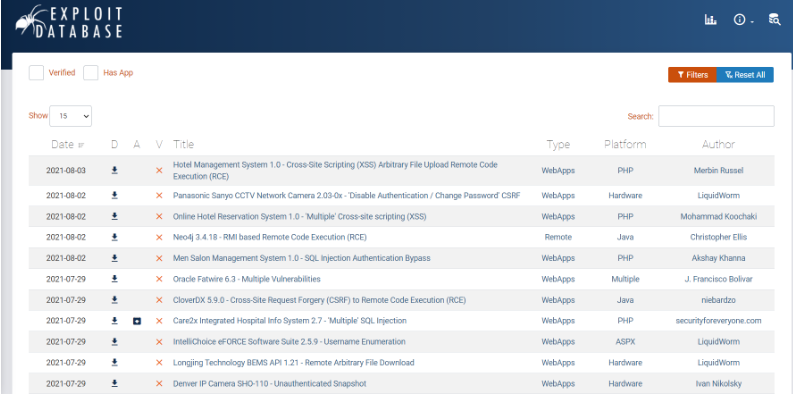 EXPLOIT
DATABASE
Verified Has App
Filters Reset All
Show 15
Search:
Date D A V Title Type Platform Author
2021-08-03 Hotel Management System 1.0 - Cross-Site Scripting (XSS) Arbitrary File Upload Remote Code
Execution (RCE) WebApps PHP Merbin Russel
2021-08-02 Panasonic Sanyo CCTV Network Camera 2.03-0x - 'Disable Authentication / Change Password' CSRF WebApps Hardware LiquidWorm
2021-08-02 Online Hotel Reservation System 1.0 - 'Multiple' Cross-site scripting (XSS) WebApps PHP Mohammad Koochaki
2021-08-02 Neo4j 3.4.18 - RMI based Remote Code Execution (RCE) Remote Java Christopher Ellis
2021-08-02 Men Salon Management System 1.0 - SQL Injection Authentication Bypass WebApps PHP Akshay Khanna
2021-07-29 Oracle Fatwire 6.3 - Multiple Vulnerabilities WebApps Multiple J. Francisco Bolivar
2021-07-29 CloverDX 5.9.0 - Cross-Site Request Forgery (CSRF) to Remote Code Execution (RCE) WebApps Java niebardzo
2021-07-29 Care2x Integrated Hospital Info System 2.7 - 'Multiple' SQL Injection WebApps PHP securityforeveryone.com
2021-07-29 IntelliChoice eFORCE Software Suite 2.5.9 - Username Enumeration WebApps ASPX LiquidWorm
2021-07-29 Longjing Technology BEMS API 1.21 - Remote Arbitrary File Download WebApps Hardware LiquidWorm
2021-07-29 Denver IP Camera SHO-110 - Unauthenticated Snapshot WebApps Hardware Ivan Nikolsky